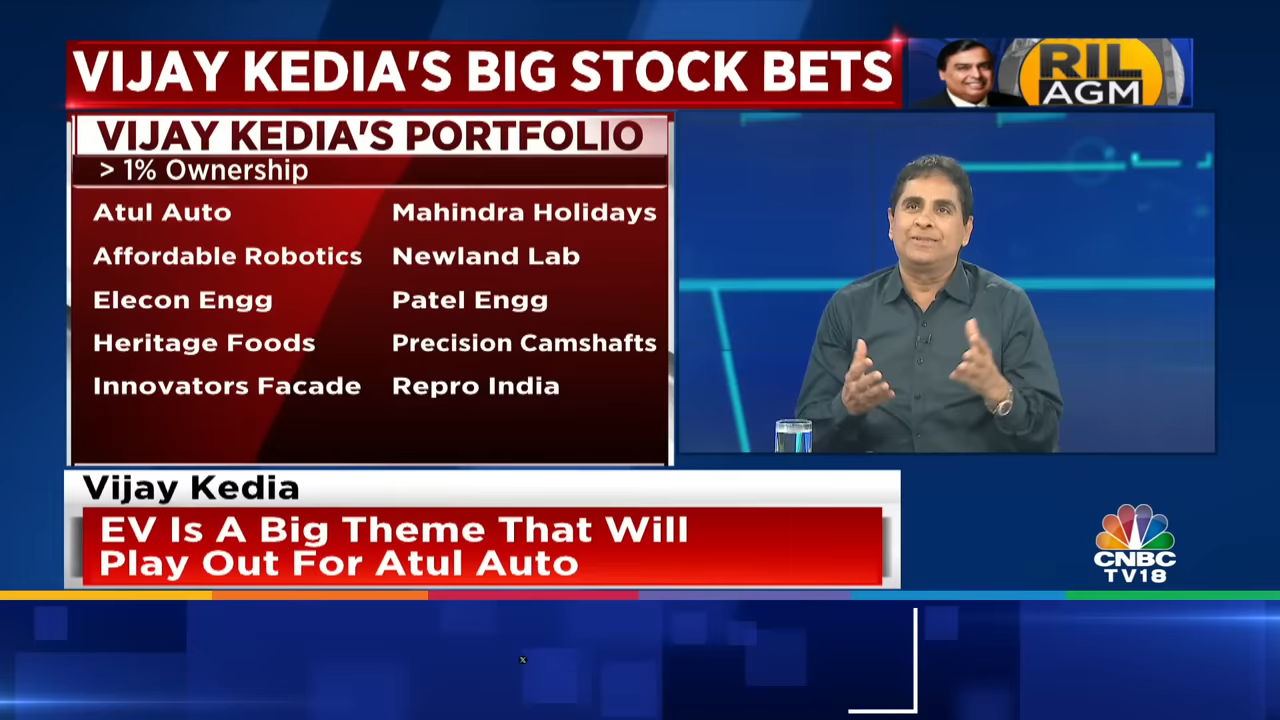 VIJAY KEDIA'S BIG STOCK BETS
RIL
AGM
VIJAY KEDIA'S PORTFOLIO
> 1% Ownership
Atul Auto
Mahindra Holidays
Affordable Robotics
Newland Lab
Elecon Engg
Patel Engg
Heritage Foods
Precision Camshafts
Innovators Facade
Repro India
Vijay Kedia
EV Is A Big Theme That Will
Play Out For Atul Auto
CNBC
TV18
X